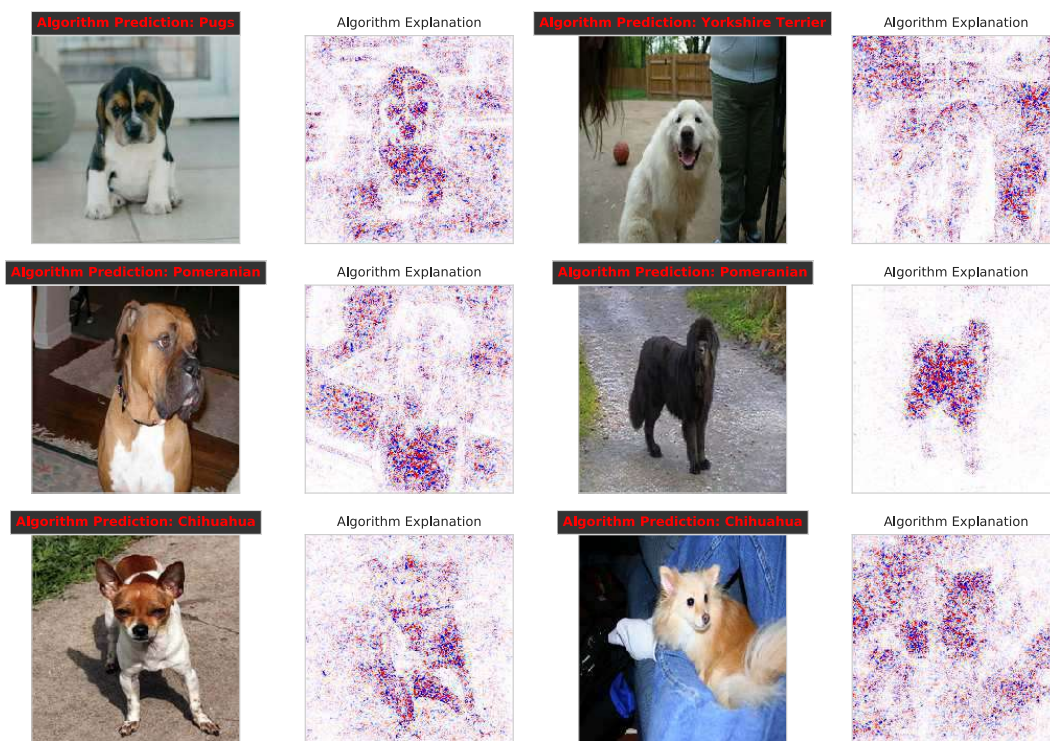 Algorithm Prediction: Pugs
Algorithm Explanation
Algorithm Prediction: Yorkshire Terrier
Algorithm Explanation
Algorithm Prediction: Pomeranian
Algorithm Explanation
Algorithm Prediction: Pomeranian
Algorithm Explanation
Algorithm Prediction: Chihuahua
Algorithm Explanation
Algorithm Prediction: Chihuahua
Algorithm Explanation